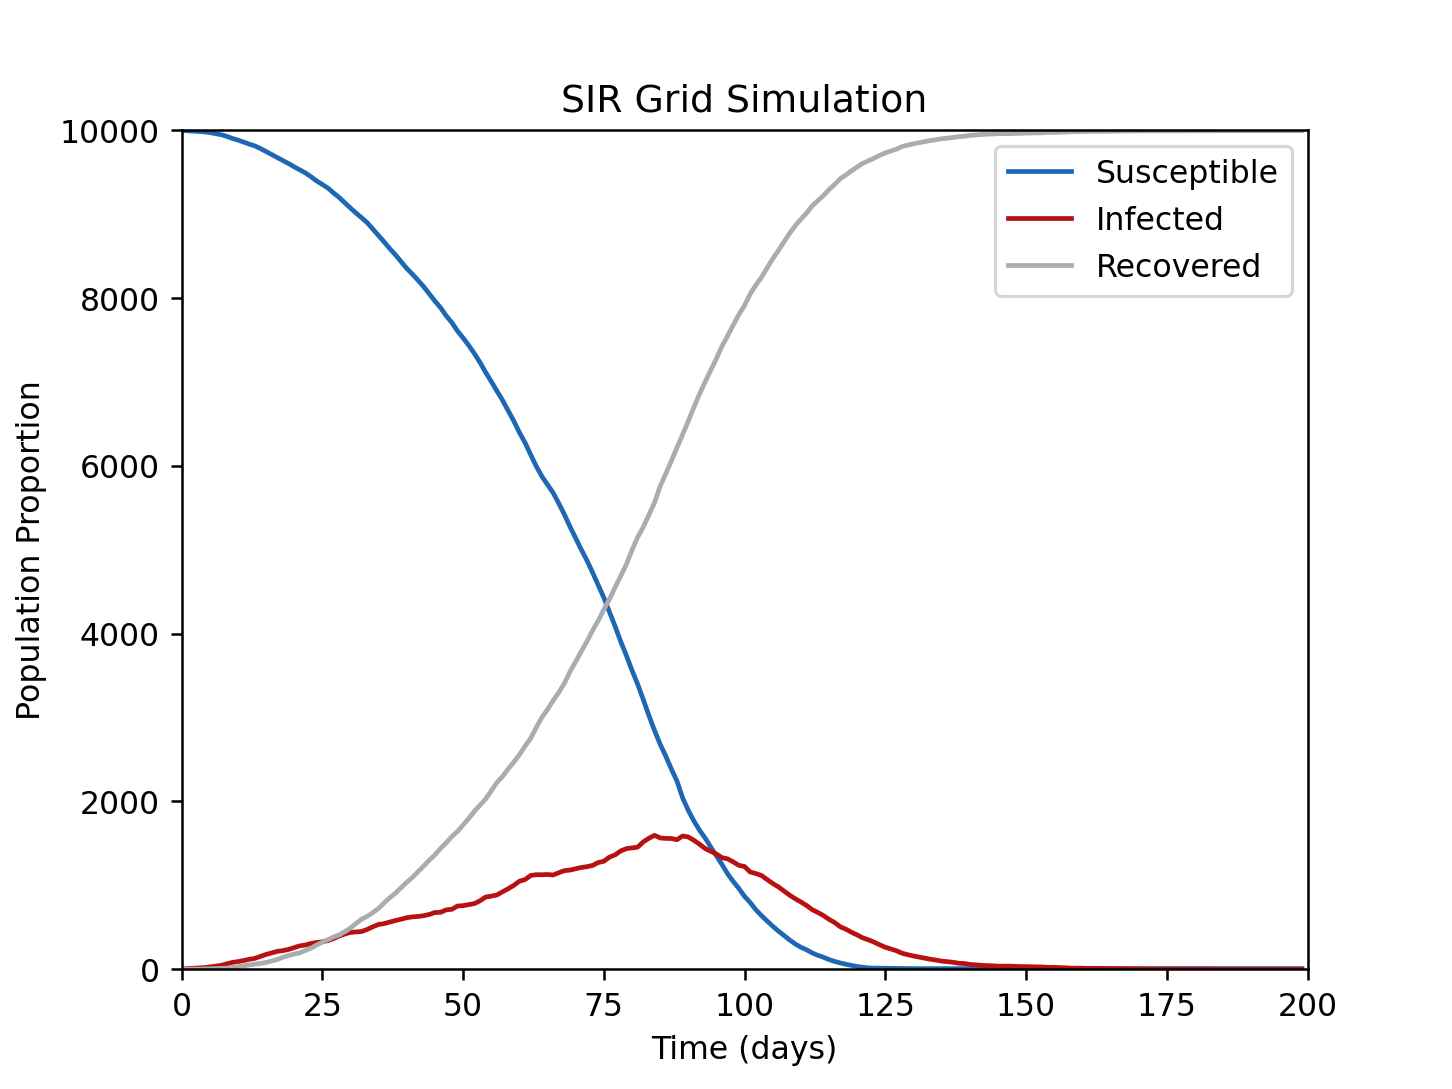 SIR Grid Simulation
Population Proportion
10000
8000
6000
4000
2000
0
Susceptible
Infected
Recovered
0 25 50 75 100 125 150 175 200
Time (days)